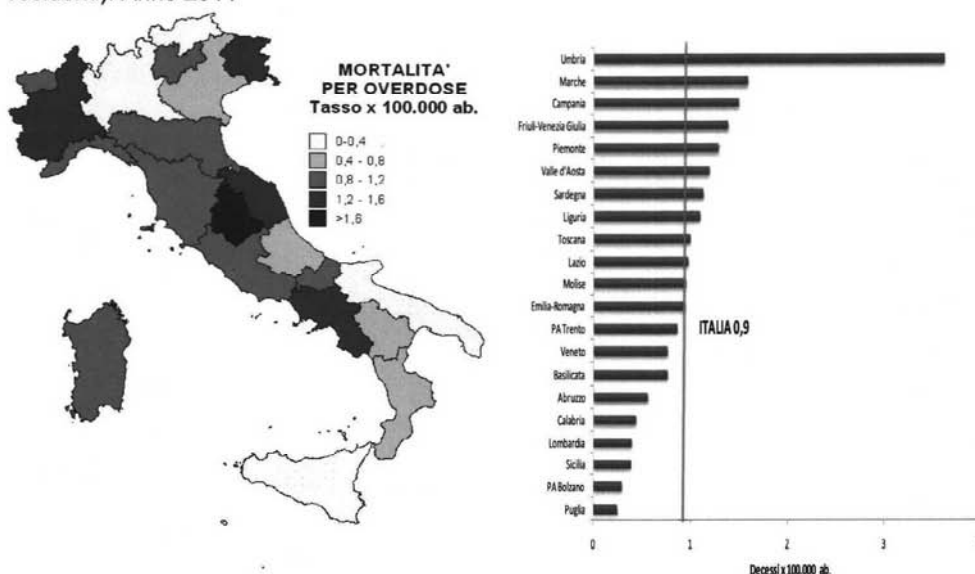 MORTALITA'
PER OVERDOSE
Tasso x 100.000 ab.
0-0,4
0,4 - 0,8
0,8 - 1,2
1,2 - 1,6
>1,6
Umbria
Marche
Campania
Friuli-Venezia Giulia
Piemonte
Valle d'Aosta
Sardegna
Liguria
Toscana
Lazio
Molise
Emilia-Romagna
PA Trento
Veneto
Basilicata
Abruzzo
Calabria
Lombardia
Sicilia
PA Bolzano
Puglia
ITALIA 0,9
0
1
2
3
Decessi x 100.000 ab.